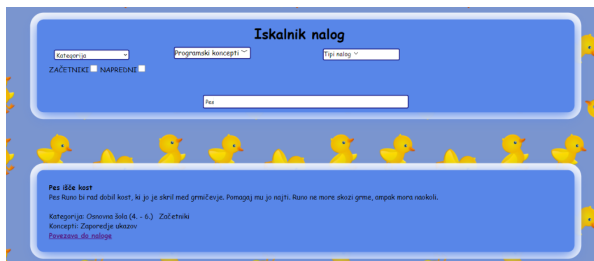 Iskalnik nalog
Kategorija Programski koncepti Tipi nalog
ZAČETNIKI NAPREDNI
Pes
Pes išče kost
Pes Runo bi rad dobil kost, ki jo je skril med grmičevje. Pomagaj mu jo najti. Runo ne more skozi grme, ampak mora naokoli.
Kategorija: Osnovna šola (4. - 6.) Začetniki
Koncepti: Zaporedje ukazov
Povezava do naloge